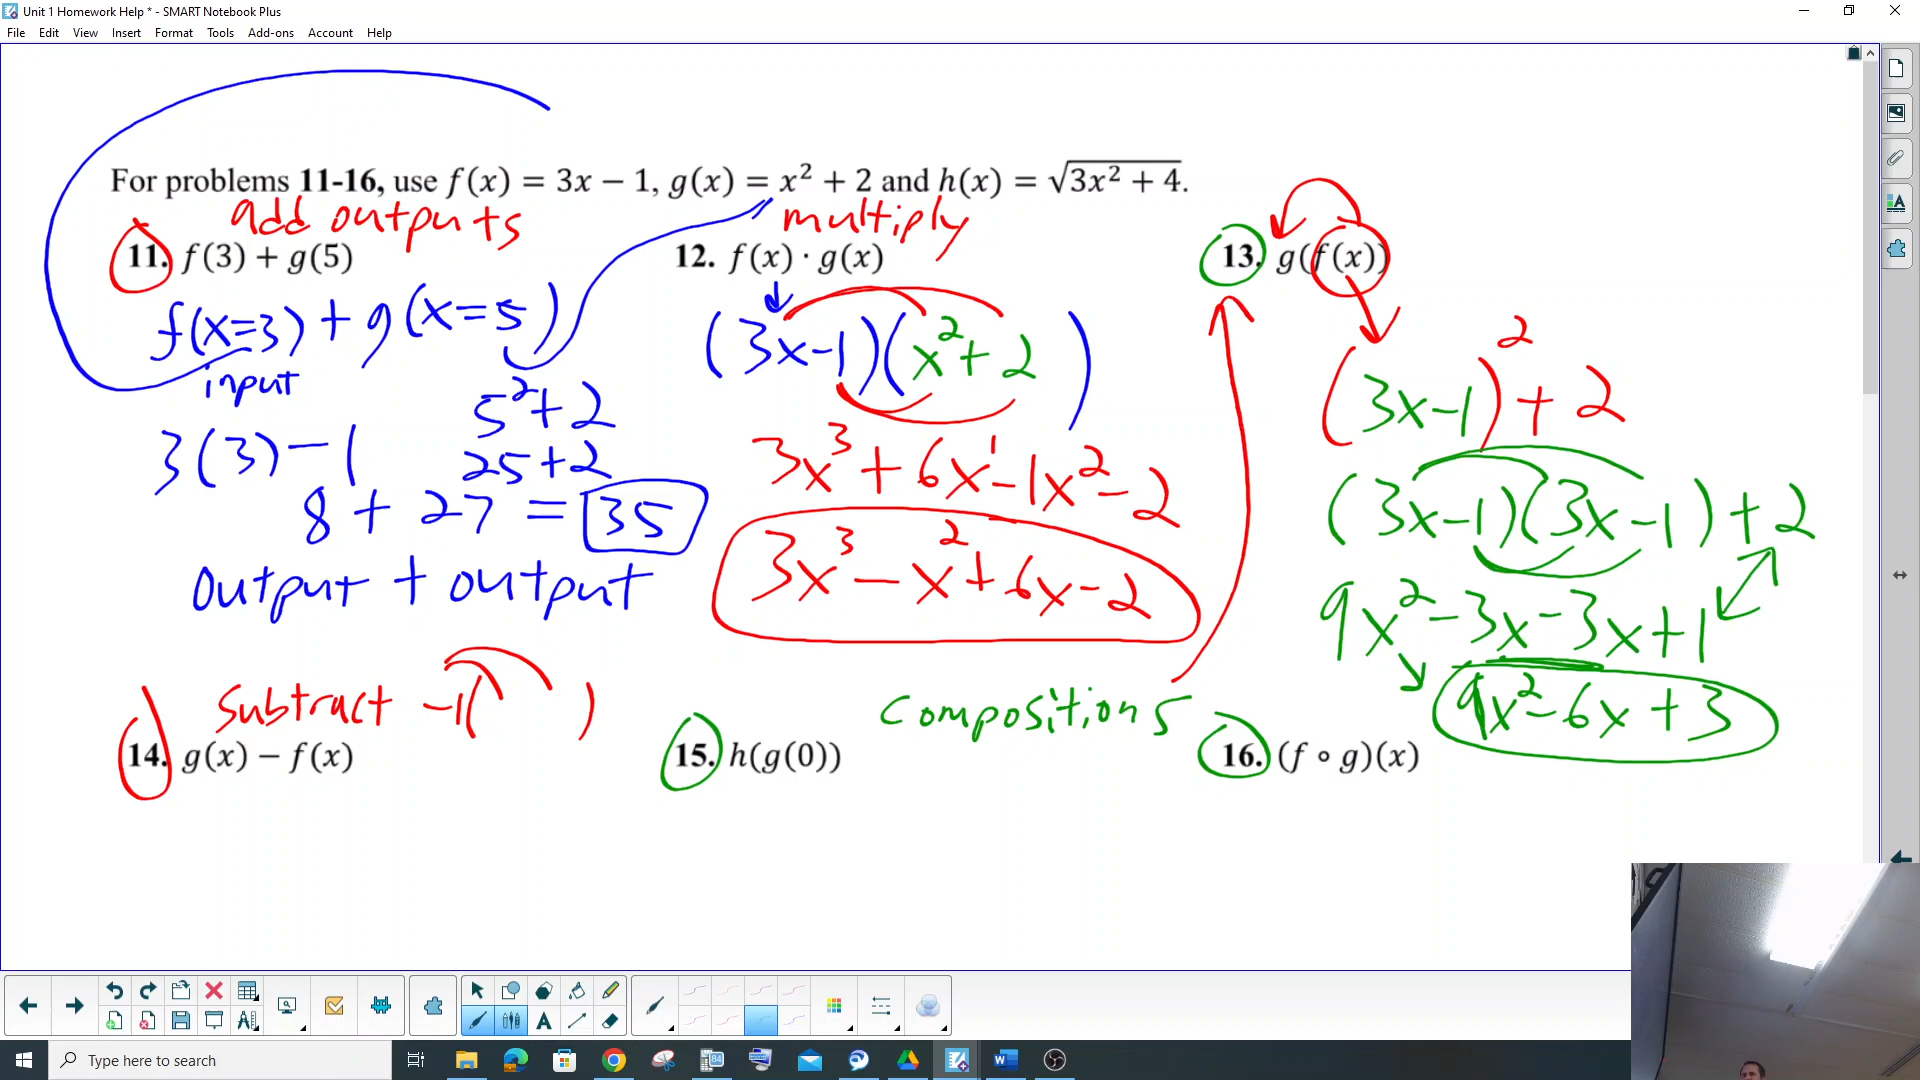 Unit 1 Homework Help * - SMART Notebook Plus
File Edit View Insert Format Tools Add-ons Account Help
For problems 11-16, use f(x) = 3x − 1, g(x) = x² + 2 and h(x) = √(3x² + 4).
add outputs
multiply
11. f(3) + g(5)
f(x=3) + g(x=5)
input
5² + 2
3(3) - 1
25 + 2
8 + 27 = 35
output + output
12. f(x) · g(x)
(3x-1)(x² + 2)
3x³ + 6x¹ - 1x² - 2
3x³ - x² + 6x - 2
13. g(f(x))
(3x-1)² + 2
(3x-1)(3x-1) + 2
9x² - 3x - 3x + 1
9x² - 6x + 3
Subtract -1( )
compositions
14. g(x) − f(x)
15. h(g(0))
16. (f ∘ g)(x)
A
Type here to search
84